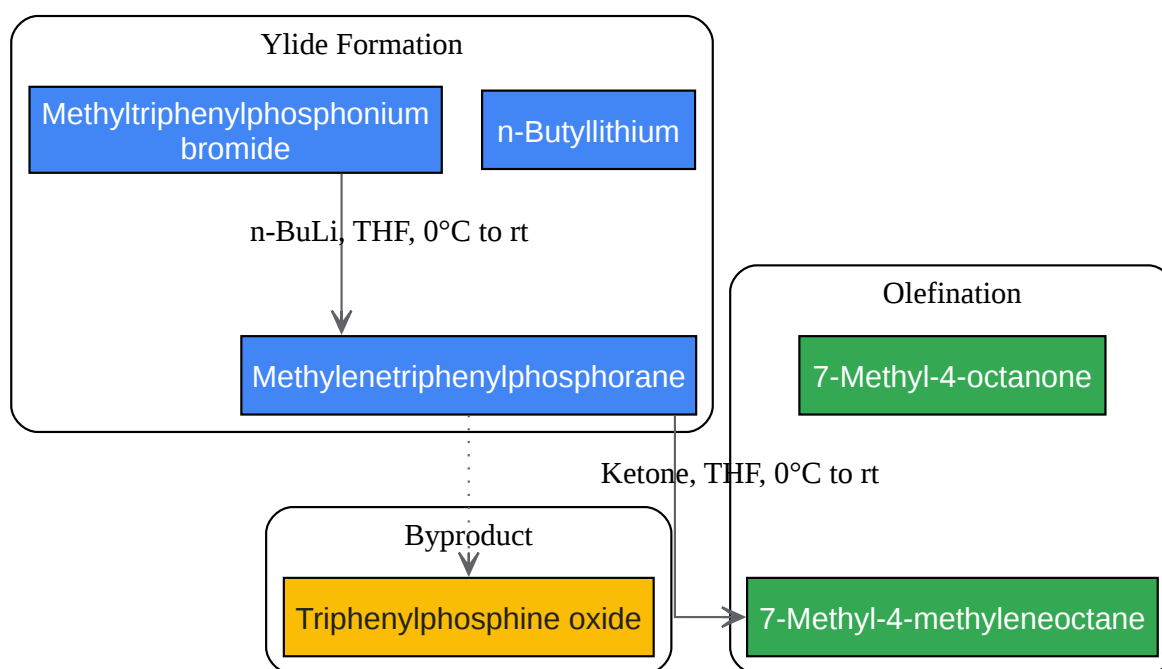 Ylide Formation
Methyltriphenylphosphonium
bromide
n-Butyllithium
n-BuLi, THF, 0°C to rt
Methylenetriphenylphosphorane
Olefination
7-Methyl-4-octanone
Ketone, THF, 0°C to rt
Byproduct
Triphenylphosphine oxide
7-Methyl-4-methyleneoctane